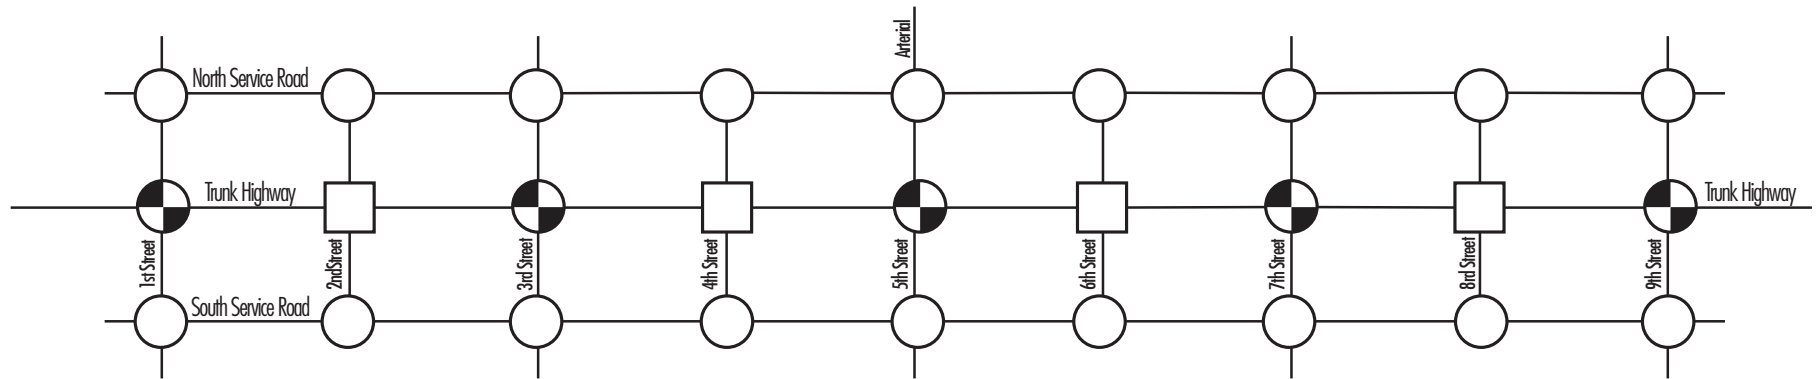 Arterial
North Service Road
Trunk Highway
Trunk Highway
1st Street
2ndStreet
3rd Street
4th Street
5th Street
6th Street
7th Street
8rd Street
9th Street
South Service Road